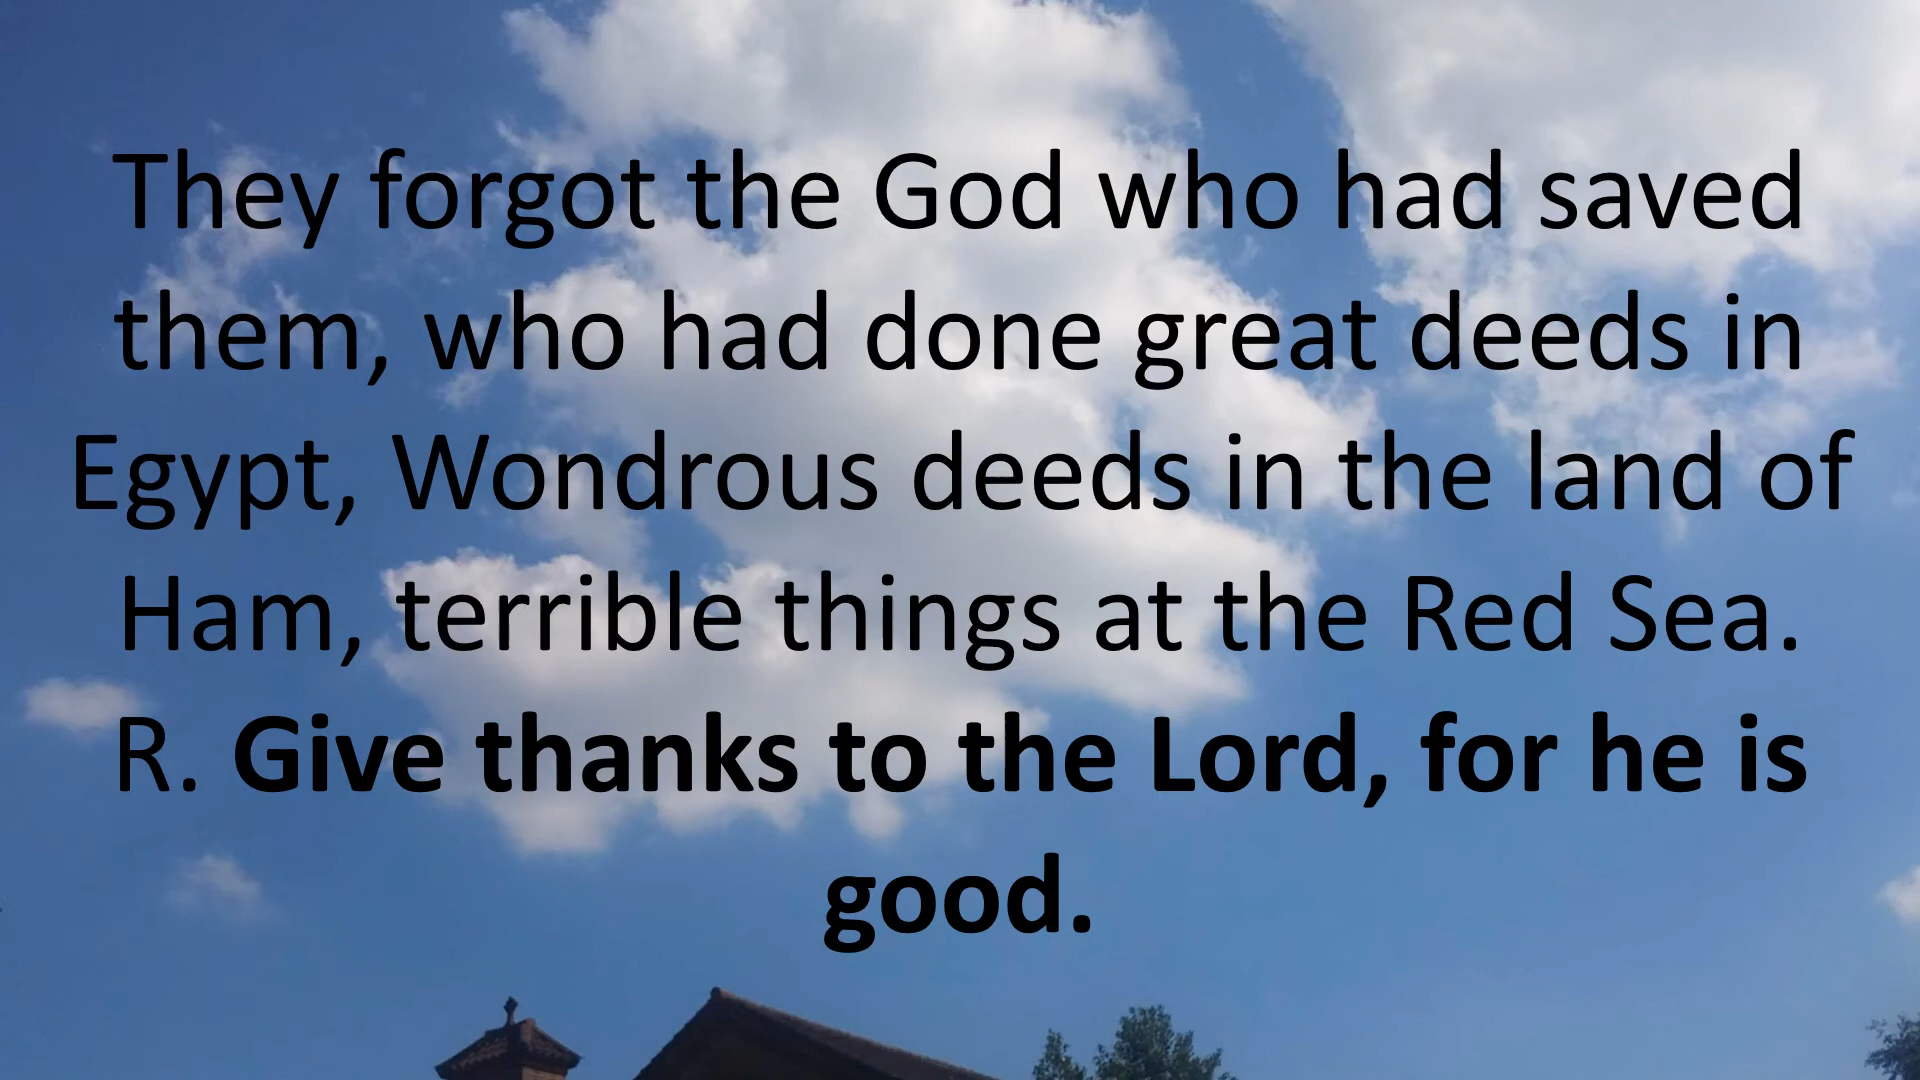 They forgot the God who had saved
them, who had done great deeds in
Egypt, Wondrous deeds in the land of
Ham, terrible things at the Red Sea.
R. Give thanks to the Lord, for he is
good.